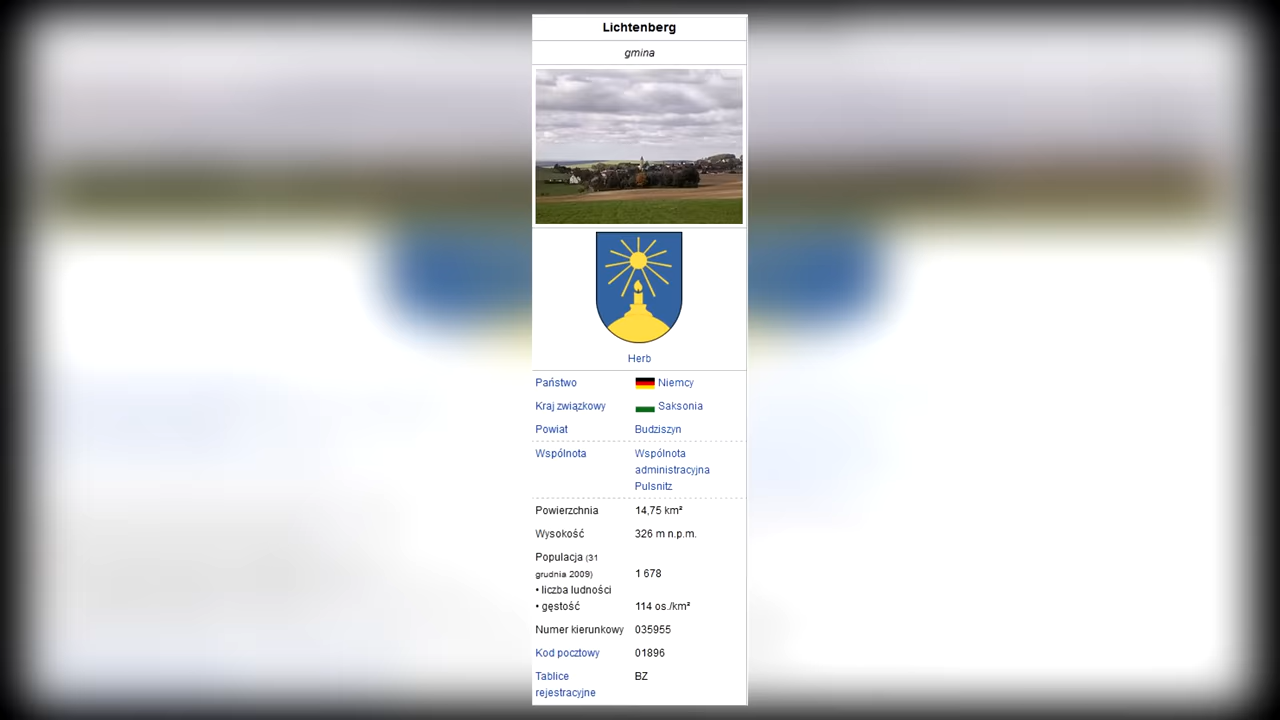 Lichtenberg
gmina
Herb
Państwo Niemcy
Kraj związkowy Saksonia
Powiat Budziszyn
Wspólnota Wspólnota
administracyjna
Pulsnitz
Powierzchnia 14,75 km²
Wysokość 326 m n.p.m.
Populacja (31
grudnia 2009) 1 678
• liczba ludności
• gęstość 114 os./km²
Numer kierunkowy 035955
Kod pocztowy 01896
Tablice BZ
rejestracyjne